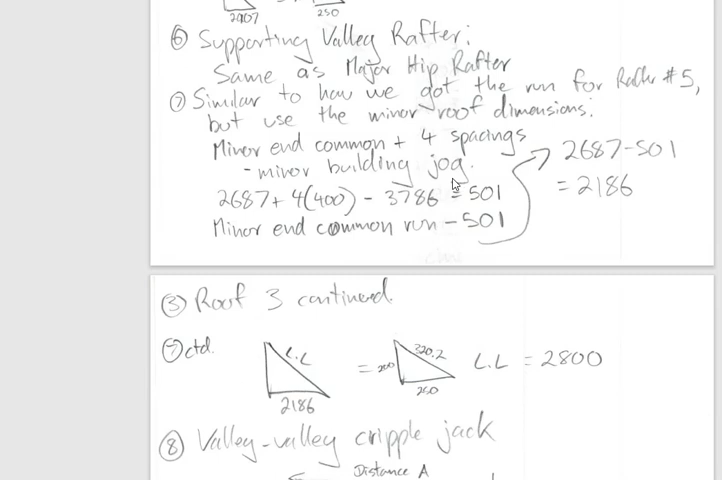 2907
250
⑥ Supporting Valley Rafter:
Same as Major Hip Rafter
⑦ Similar to how we got the run for Rafter #5,
but use the minor roof dimensions:
Minor end common + 4 spacings
- minor building jog.
2687 + 4(400) - 3786 = 501
Minor end common run - 501
2687-501
= 2186
③ Roof 3 continued.
⑦ ctd.
L.L
2186
=
200
320.2
250
L.L = 2800
⑧ Valley-valley cripple jack
Distance A